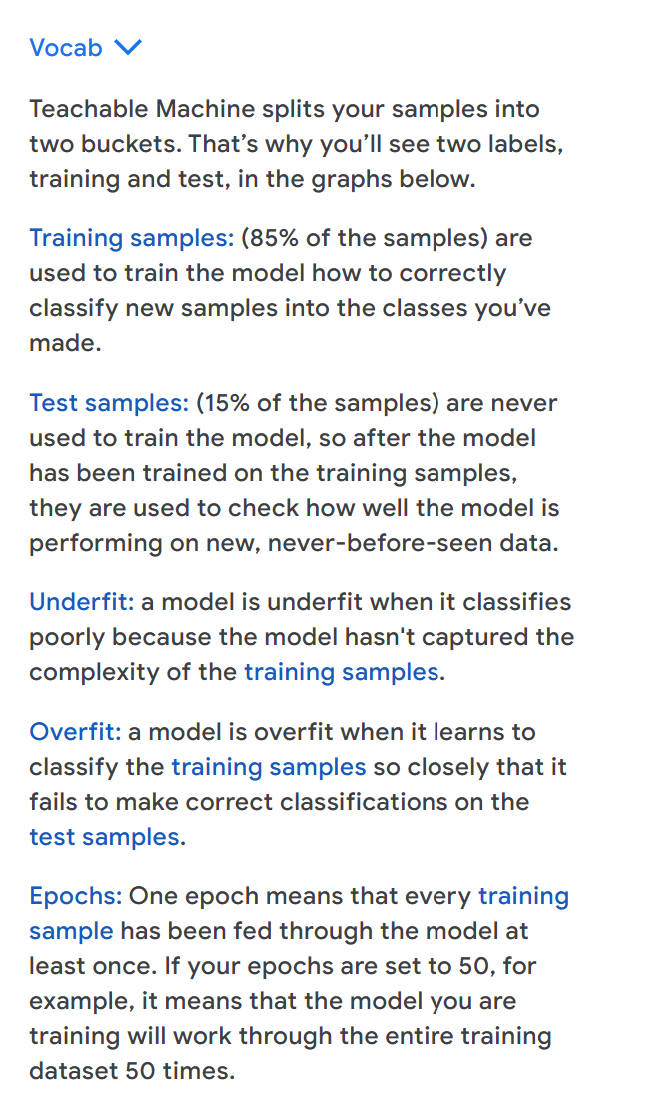 Vocab
Teachable Machine splits your samples into
two buckets. That’s why you’ll see two labels,
training and test, in the graphs below.
Training samples: (85% of the samples) are
used to train the model how to correctly
classify new samples into the classes you’ve
made.
Test samples: (15% of the samples) are never
used to train the model, so after the model
has been trained on the training samples,
they are used to check how well the model is
performing on new, never-before-seen data.
Underfit: a model is underfit when it classifies
poorly because the model hasn't captured the
complexity of the training samples.
Overfit: a model is overfit when it learns to
classify the training samples so closely that it
fails to make correct classifications on the
test samples.
Epochs: One epoch means that every training
sample has been fed through the model at
least once. If your epochs are set to 50, for
example, it means that the model you are
training will work through the entire training
dataset 50 times.